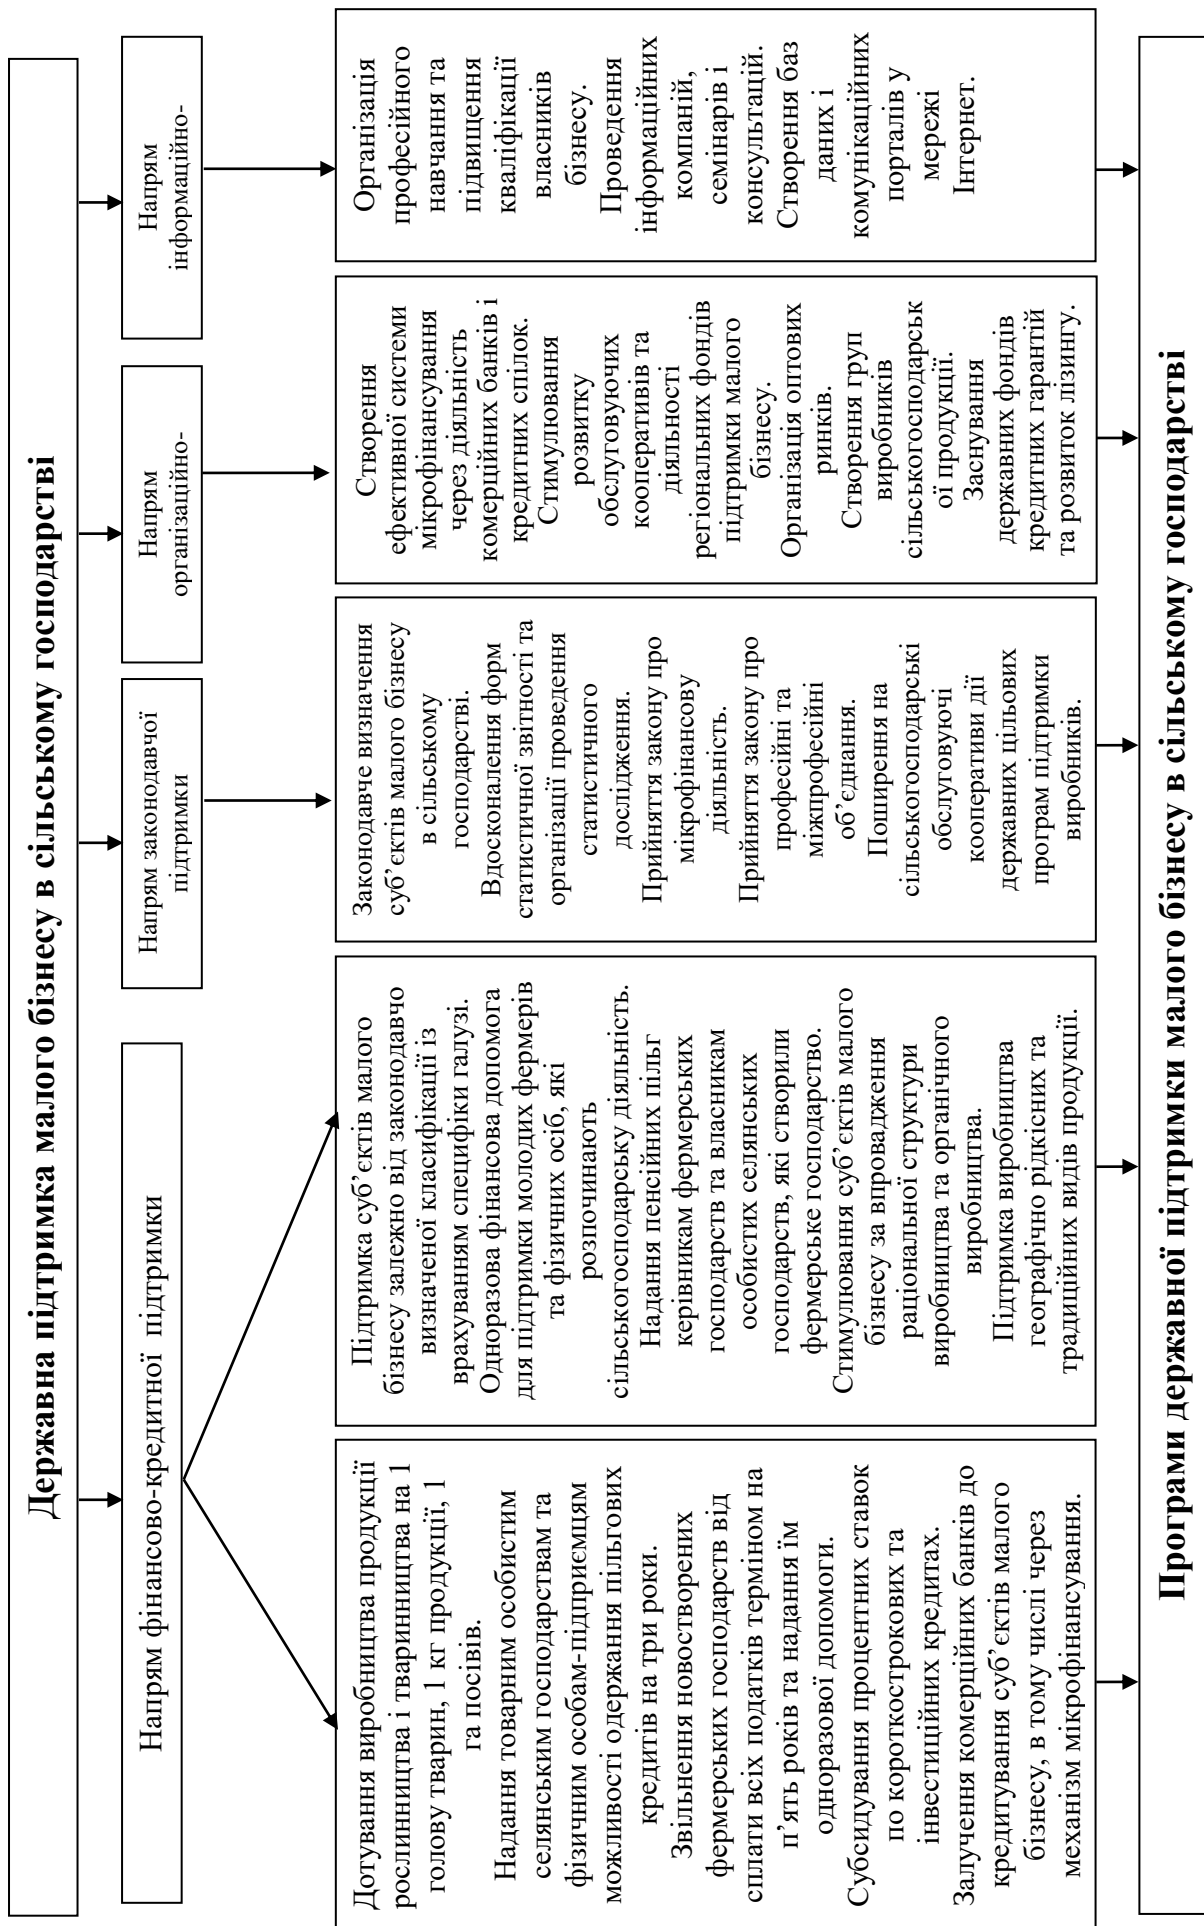 Державна підтримка малого бізнесу в сільському господарстві
Напрям фінансово-кредитної підтримки
Напрям законодавчої
підтримки
Напрям
організаційно-
Напрям
інформаційно-
Дотування виробництва продукції
рослинництва і тваринництва на 1
голову тварин, 1 кг продукції, 1
га посівів.
Надання товарним особистим
селянським господарствам та
фізичним особам-підприємцям
можливості одержання пільгових
кредитів на три роки.
Звільнення новостворених
фермерських господарств від
сплати всіх податків терміном на
п’ять років та надання їм
одноразової допомоги.
Субсидування процентних ставок
по короткострокових та
інвестиційних кредитах.
Залучення комерційних банків до
кредитування суб’єктів малого
бізнесу, в тому числі через
механізм мікрофінансування.
Підтримка суб’єктів малого
бізнесу залежно від законодавчо
визначеної класифікації із
врахуванням специфіки галузі.
Одноразова фінансова допомога
для підтримки молодих фермерів
та фізичних осіб, які
розпочинають
сільськогосподарську діяльність.
Надання пенсійних пільг
керівникам фермерських
господарств та власникам
особистих селянських
господарств, які створили
фермерське господарство.
Стимулювання суб’єктів малого
бізнесу за впровадження
раціональної структури
виробництва та органічного
виробництва.
Підтримка виробництва
географічно рідкісних та
традиційних видів продукції.
Законодавче визначення
суб’єктів малого бізнесу
в сільському
господарстві.
Вдосконалення форм
статистичної звітності та
організації проведення
статистичного
дослідження.
Прийняття закону про
мікрофінансову
діяльність.
Прийняття закону про
професійні та
міжпрофесійні
об’єднання.
Поширення на
сільськогосподарські
обслуговуючі
кооперативи дії
державних цільових
програм підтримки
виробників.
Створення
ефективної системи
мікрофінансування
через діяльність
комерційних банків і
кредитних спілок.
Стимулювання
розвитку
обслуговуючих
кооперативів та
діяльності
регіональних фондів
підтримки малого
бізнесу.
Організація оптових
ринків.
Створення груп
виробників
сільськогосподарськ
ої продукції.
Заснування
державних фондів
кредитних гарантій
та розвиток лізингу.
Організація
професійного
навчання та
підвищення
кваліфікації
власників
бізнесу.
Проведення
інформаційних
компаній,
семінарів і
консультацій.
Створення баз
даних і
комунікаційних
порталів у
мережі
Інтернет.
Програми державної підтримки малого бізнесу в сільському господарстві